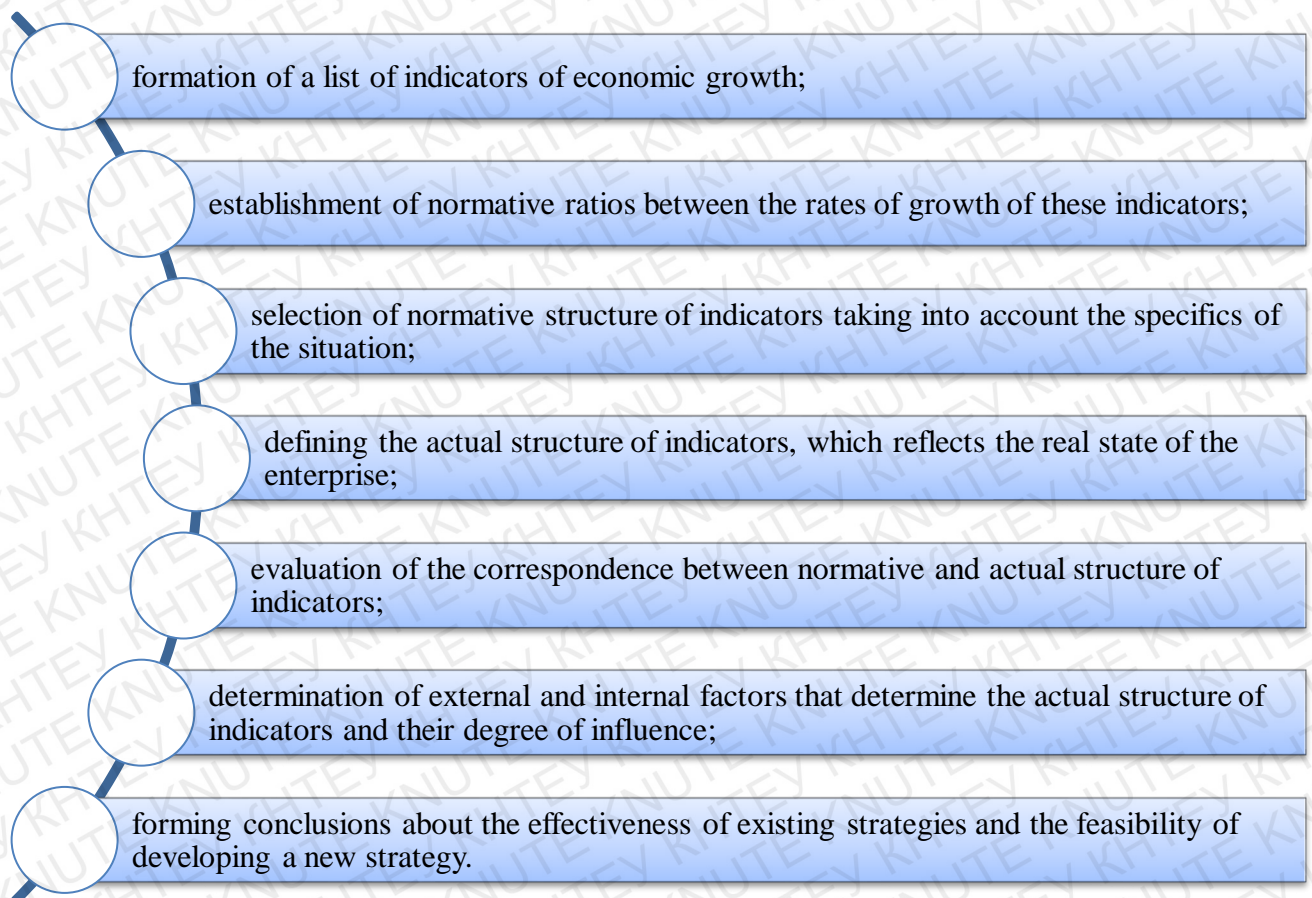 formation of a list of indicators of economic growth;
establishment of normative ratios between the rates of growth of these indicators;
selection of normative structure of indicators taking into account the specifics of
the situation;
defining the actual structure of indicators, which reflects the real state of the
enterprise;
evaluation of the correspondence between normative and actual structure of
indicators;
determination of external and internal factors that determine the actual structure of
indicators and their degree of influence;
forming conclusions about the effectiveness of existing strategies and the feasibility of
developing a new strategy.
КНТЕУ KNUTE